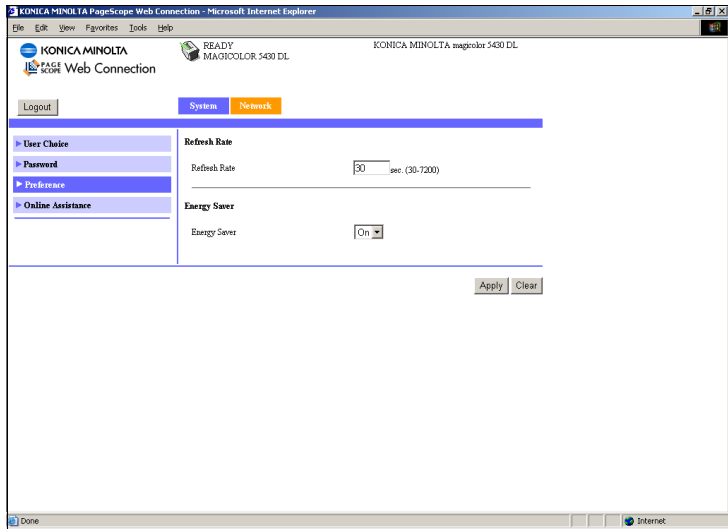 KONICA MINOLTA PageScope Web Connection - Microsoft Internet Explorer
File Edit View Favorites Tools Help
KONICA MINOLTA
PAGE SCOPE Web Connection
READY
MAGICOLOR 5430 DL
KONICA MINOLTA magicolor 5430 DL
Logout
System Network
User Choice
Password
Preference
Online Assistance
Refresh Rate
Refresh Rate 30 sec. (30-7200)
Energy Saver
Energy Saver On
Apply Clear
Done Internet